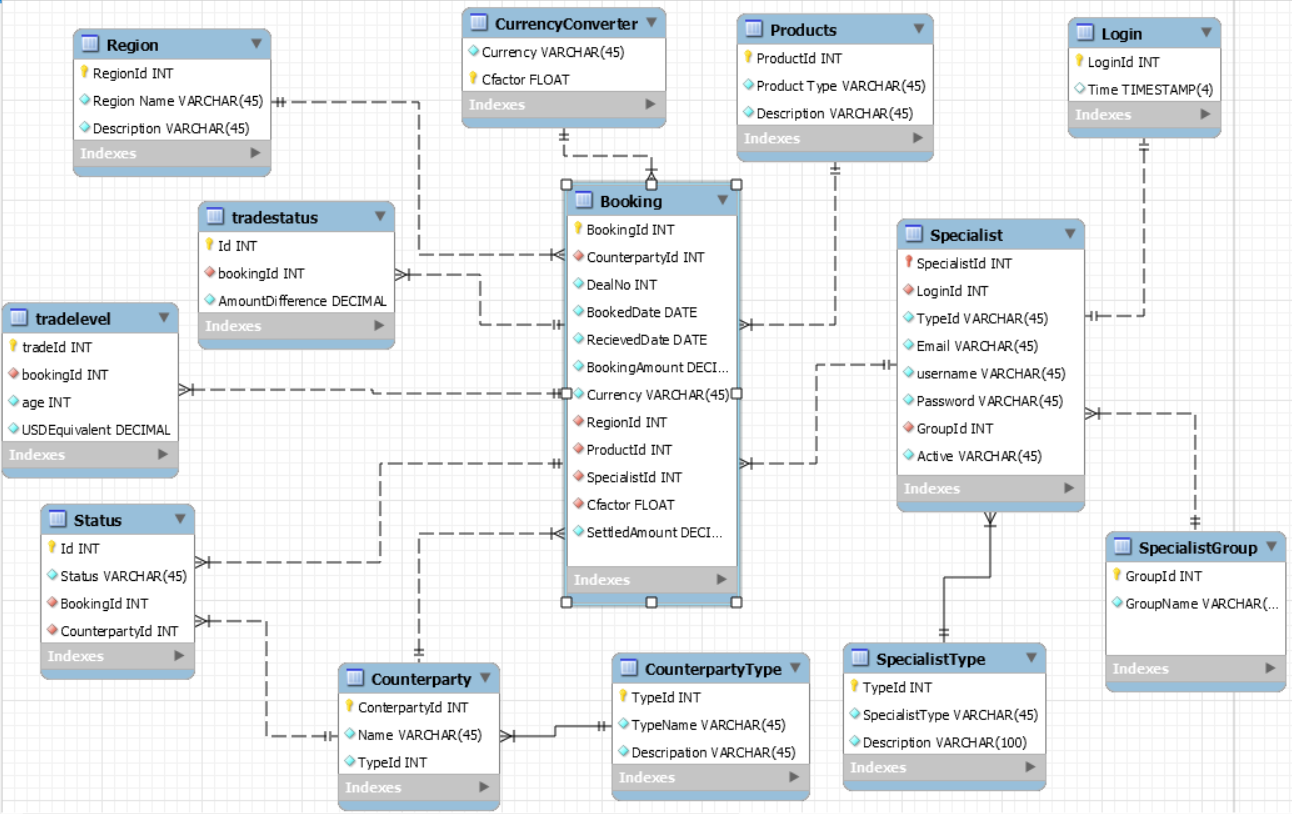 Region
RegionId INT
Region Name VARCHAR(45)
Description VARCHAR(45)
Indexes
CurrencyConverter
Currency VARCHAR(45)
Cfactor FLOAT
Indexes
Products
ProductId INT
Product Type VARCHAR(45)
Description VARCHAR(45)
Indexes
Login
LoginId INT
Time TIMESTAMP(4)
Indexes
tradestatus
Id INT
bookingId INT
AmountDifference DECIMAL
Indexes
Booking
BookingId INT
CounterpartyId INT
DealNo INT
BookedDate DATE
RecievedDate DATE
BookingAmount DECI...
Currency VARCHAR(45)
RegionId INT
ProductId INT
SpecialistId INT
Cfactor FLOAT
SettledAmount DECI...
Indexes
Specialist
SpecialistId INT
LoginId INT
TypeId VARCHAR(45)
Email VARCHAR(45)
username VARCHAR(45)
Password VARCHAR(45)
GroupId INT
Active VARCHAR(45)
Indexes
tradelevel
tradeId INT
bookingId INT
age INT
USDEquivalent DECIMAL
Indexes
Status
Id INT
Status VARCHAR(45)
BookingId INT
CounterpartyId INT
Indexes
SpecialistGroup
GroupId INT
GroupName VARCHAR(...
Indexes
Counterparty
ConterpartyId INT
Name VARCHAR(45)
TypeId INT
Indexes
CounterpartyType
TypeId INT
TypeName VARCHAR(45)
Descripation VARCHAR(45)
Indexes
SpecialistType
TypeId INT
SpecialistType VARCHAR(45)
Description VARCHAR(100)
Indexes